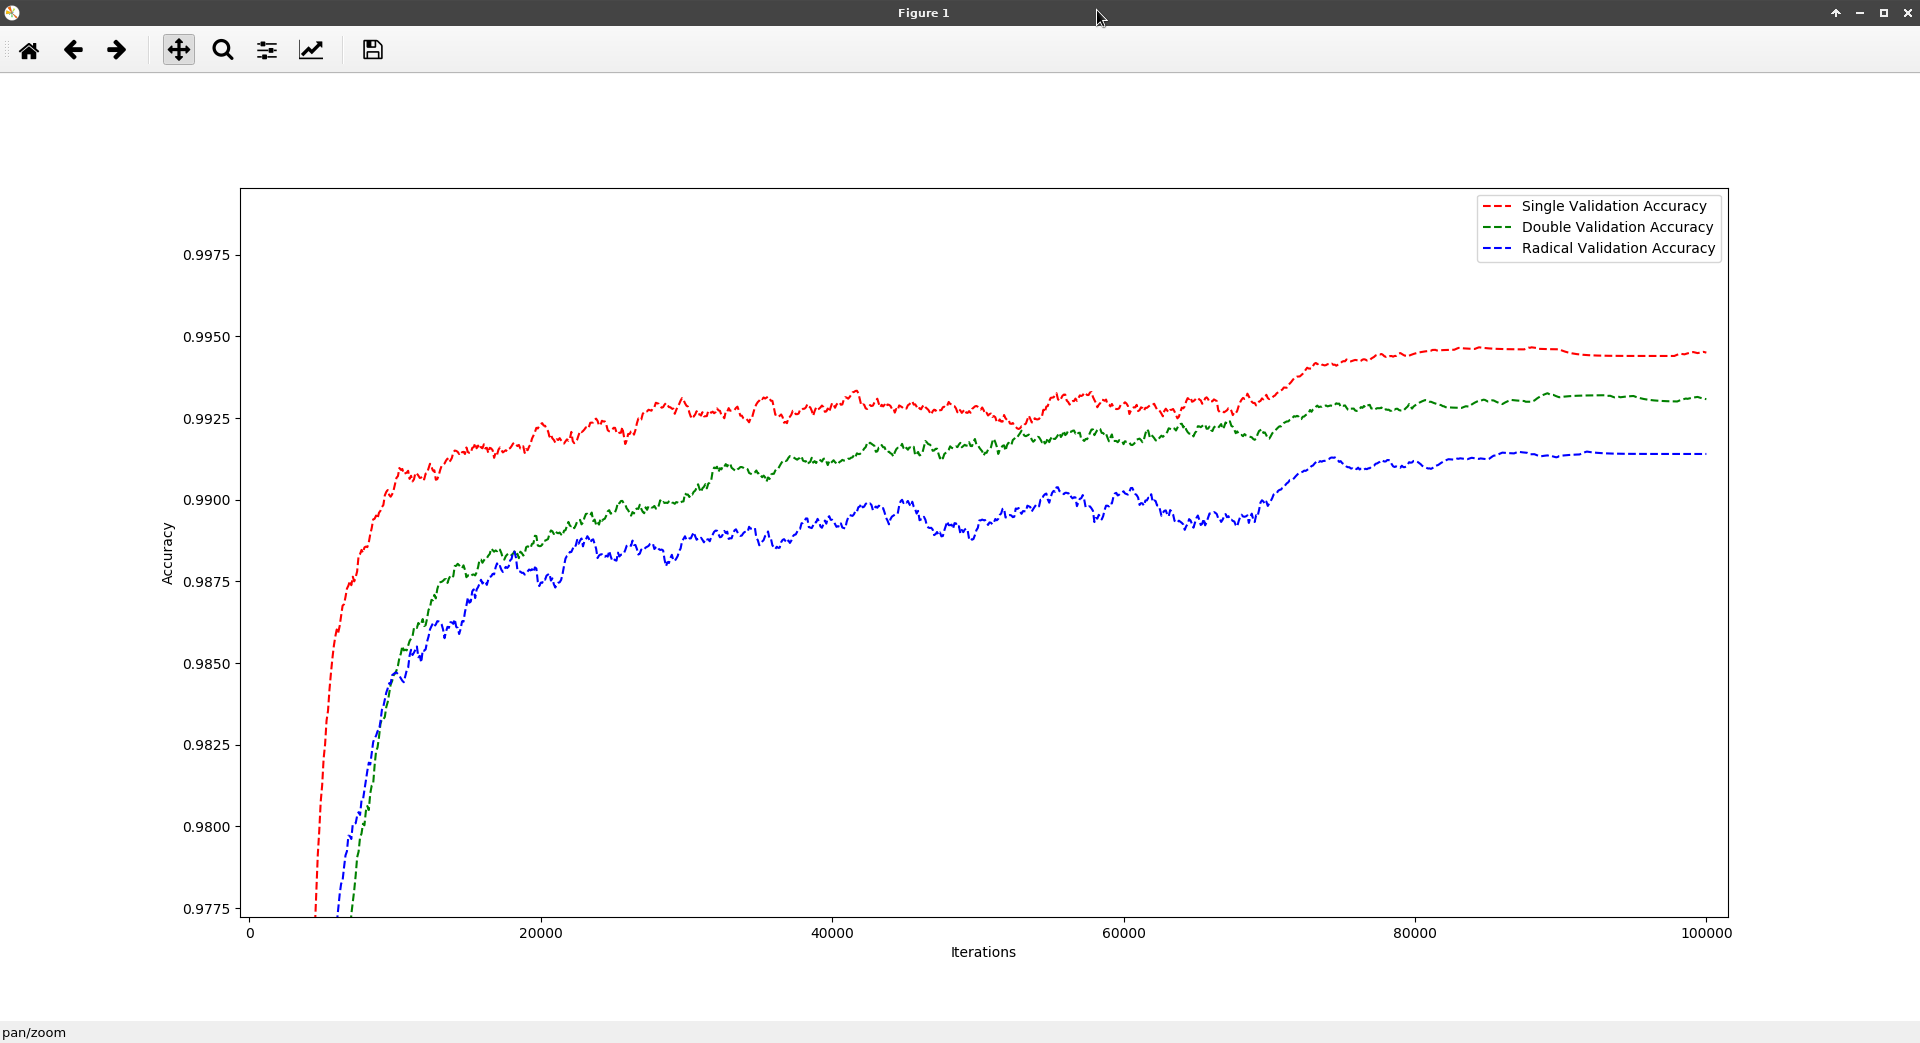 Figure 1
Single Validation Accuracy
Double Validation Accuracy
Radical Validation Accuracy
0.9975
0.9950
0.9925
0.9900
0.9875
0.9850
0.9825
0.9800
0.9775
Accuracy
0 20000 40000 60000 80000 100000
Iterations
pan/zoom